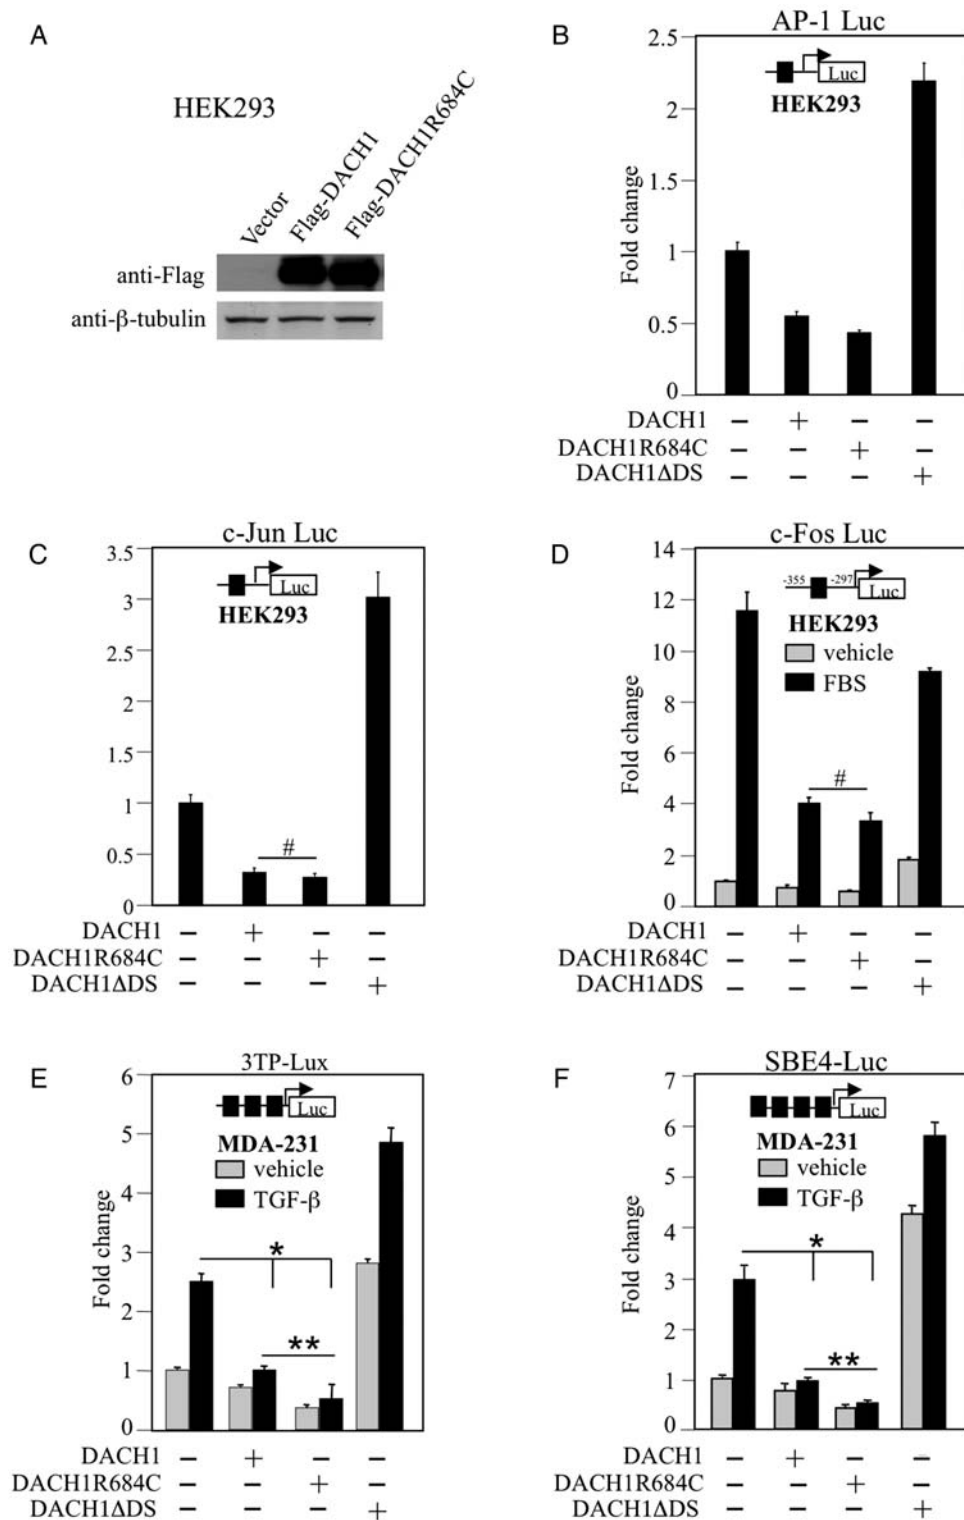 A
HEK293
Vector
Flag-DACH1
Flag-DACH1R684C
anti-Flag
anti-β-tubulin
B
AP-1 Luc
2.5
2
1.5
1
0.5
0
Fold change
Luc
HEK293
DACH1 − + − −
DACH1R684C − − + −
DACH1ΔDS − − − +
C
c-Jun Luc
3.5
3
2.5
2
1.5
1
0.5
0
Luc
HEK293
#
DACH1 − + − −
DACH1R684C − − + −
DACH1ΔDS − − − +
D
c-Fos Luc
14
12
10
8
6
4
2
0
Fold change
-355 -297
Luc
HEK293
vehicle
FBS
#
DACH1 − + − −
DACH1R684C − − + −
DACH1ΔDS − − − +
E
3TP-Lux
6
5
4
3
2
1
0
Fold change
Luc
MDA-231
vehicle
TGF-β
*
**
DACH1 − + − −
DACH1R684C − − + −
DACH1ΔDS − − − +
F
SBE4-Luc
7
6
5
4
3
2
1
0
Fold change
Luc
MDA-231
vehicle
TGF-β
*
**
DACH1 − + − −
DACH1R684C − − + −
DACH1ΔDS − − − +